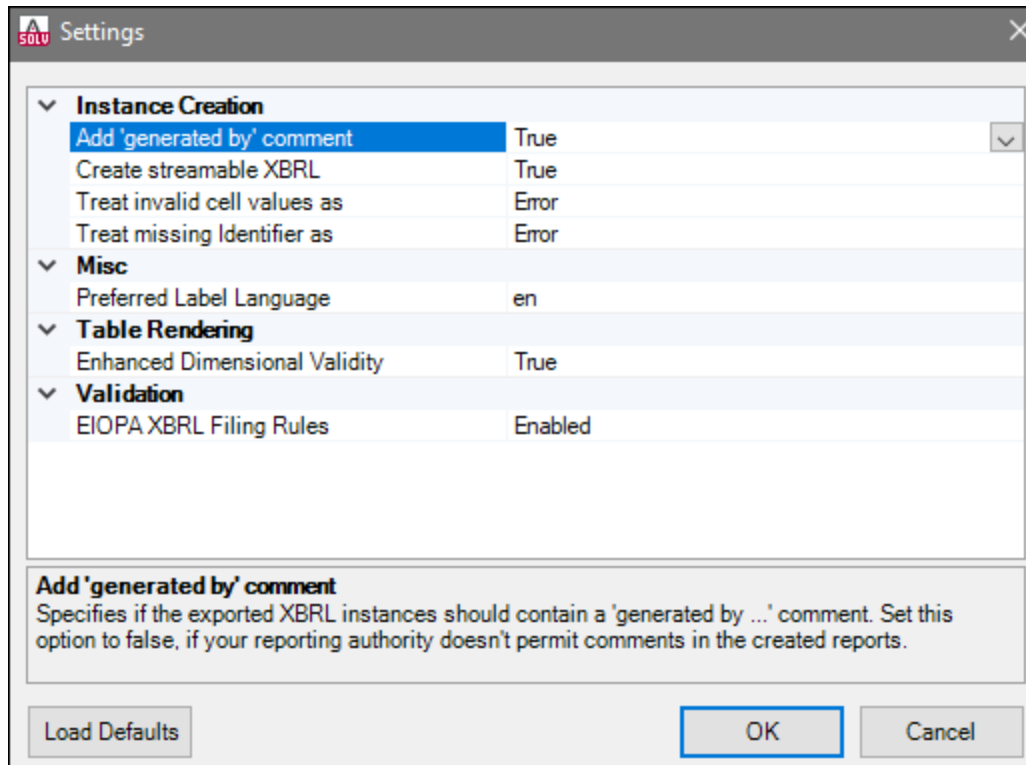 A
SOLV
Settings
Instance Creation
Add 'generated by' comment True
Create streamable XBRL True
Treat invalid cell values as Error
Treat missing Identifier as Error
Misc
Preferred Label Language en
Table Rendering
Enhanced Dimensional Validity True
Validation
EIOPA XBRL Filing Rules Enabled
Add 'generated by' comment
Specifies if the exported XBRL instances should contain a 'generated by ...' comment. Set this
option to false, if your reporting authority doesn't permit comments in the created reports.
Load Defaults OK Cancel